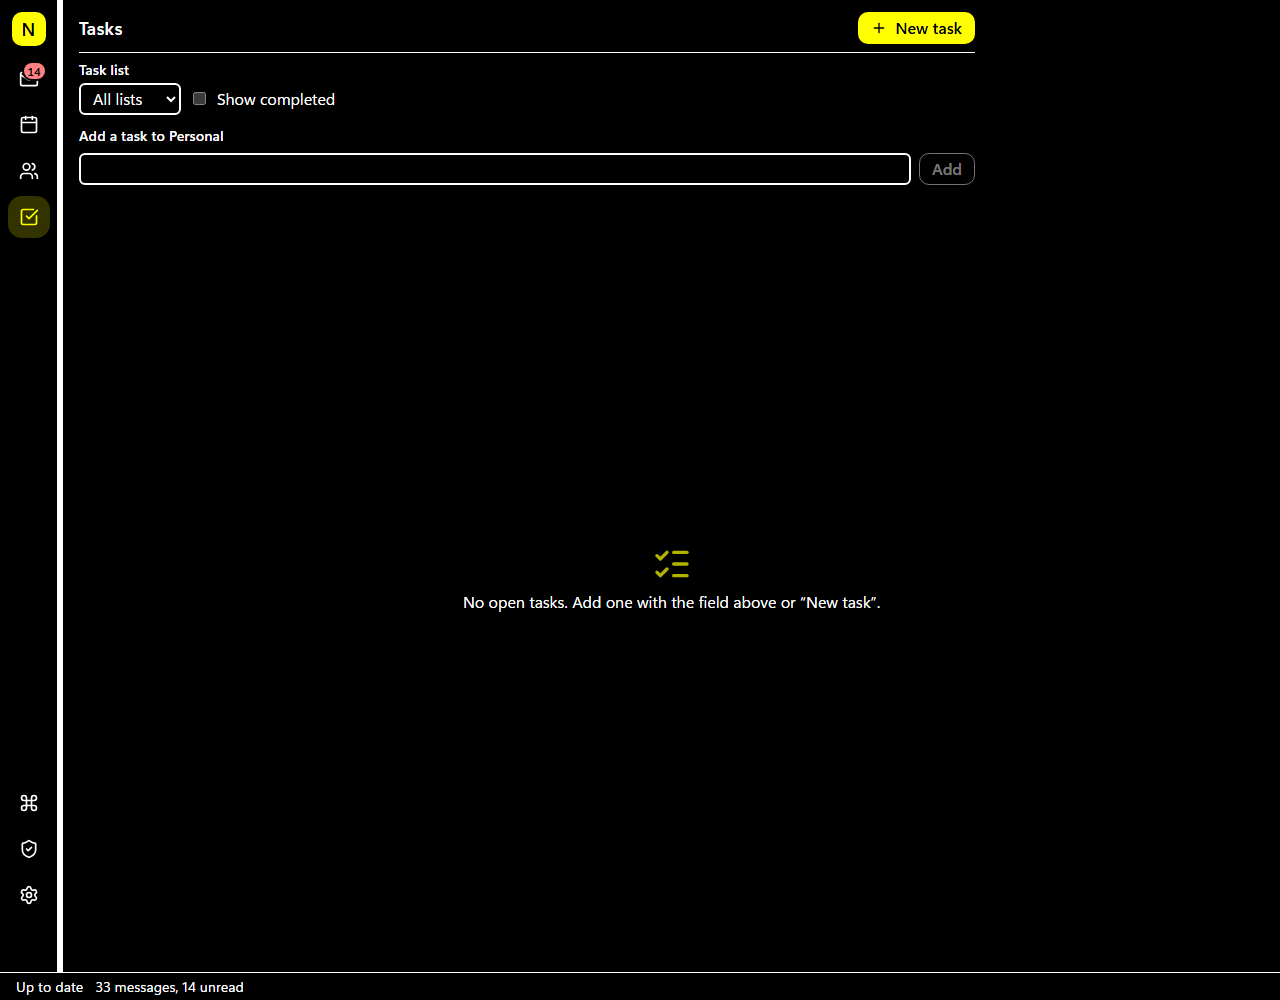 N
Tasks
New task
14
Task list
All lists
Show completed
Add a task to Personal
Add
No open tasks. Add one with the field above or “New task”.
Up to date 33 messages, 14 unread